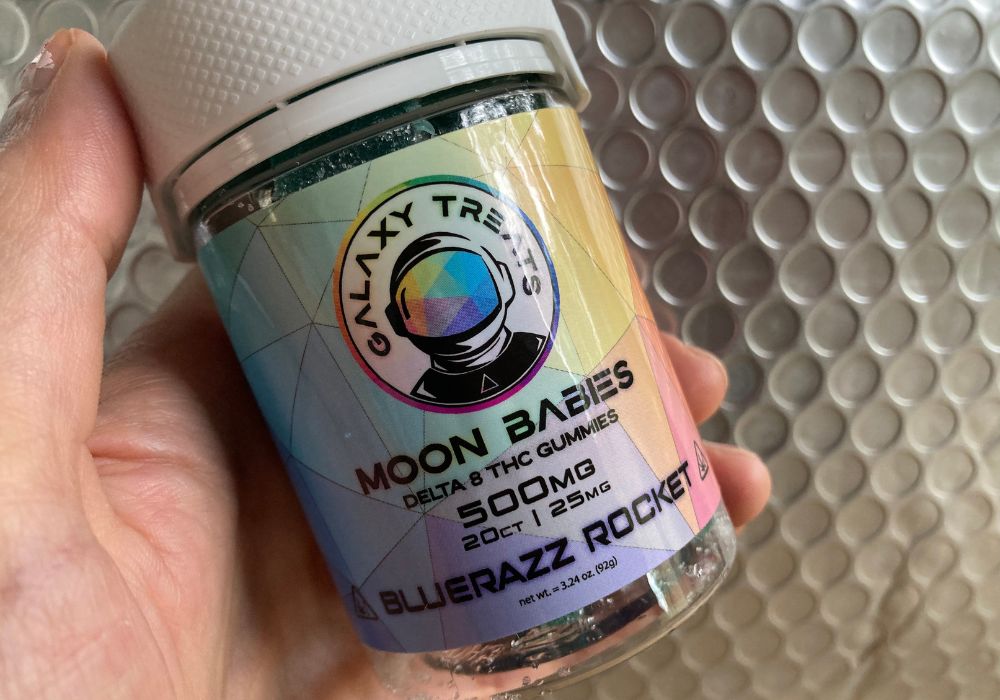 GALAXY TREATS
MOON BABIES
DELTA 8 THC GUMMIES
500MG
20CT | 25MG
BLUERAZZ ROCKET
net wt. = 3.24 oz. (92g)